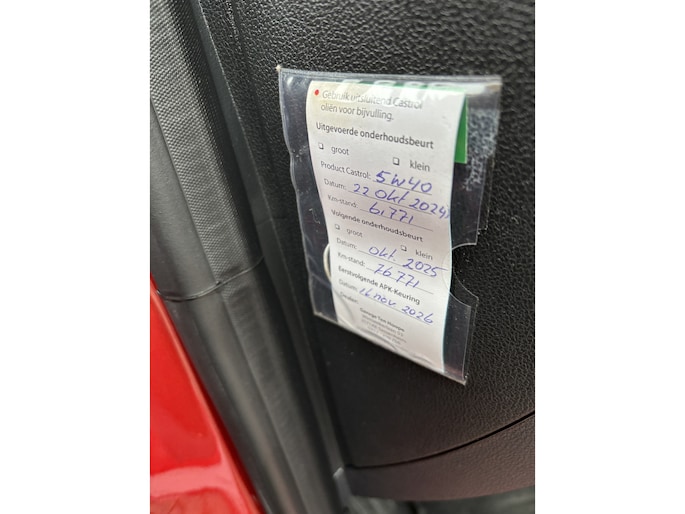 Gebruik uitsluitend Castrol
oliën voor bijvulling.
Uitgevoerde onderhoudsbeurt
groot klein
Product Castrol: 5W40
Datum: 22 Okt 2024
Km-stand: 61.771
Volgende onderhoudsbeurt
groot klein
Datum: Okt. 2025
Km-stand: 76.771
Eerstvolgende APK-Keuring
Datum: 16 nov. 2026
Dealer: